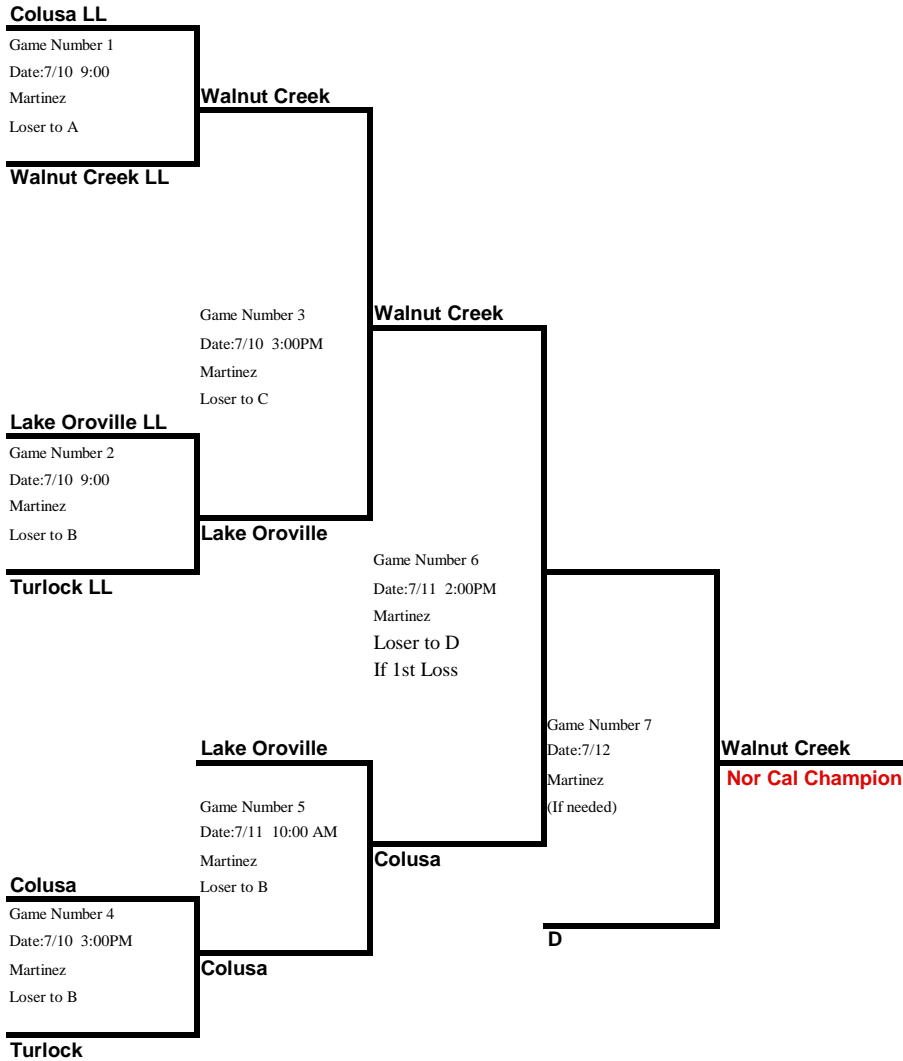 Colusa LL
Game Number 1
Date:7/10  9:00
Martinez
Loser to A
Walnut Creek
Walnut Creek LL
Game Number 3
Date:7/10  3:00PM
Martinez
Loser to C
Walnut Creek
Lake Oroville LL
Game Number 2
Date:7/10  9:00
Martinez
Loser to B
Lake Oroville
Turlock LL
Game Number 6
Date:7/11  2:00PM
Martinez
Loser to D
If 1st Loss
Lake Oroville
Game Number 5
Date:7/11  10:00 AM
Martinez
Loser to B
Colusa
Game Number 7
Date:7/12
Martinez
(If needed)
Walnut Creek
Nor Cal Champion
Colusa
Game Number 4
Date:7/10  3:00PM
Martinez
Loser to B
Colusa
D
Turlock